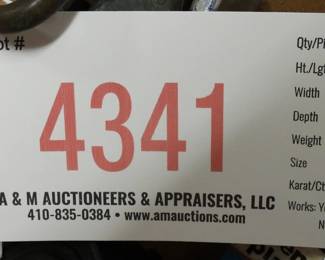 ot #
4341
A & M AUCTIONEERS & APPRAISERS, LLC
410-835-0384 • www.amauctions.com
Qty/Pi
Ht./Lgt
Width
Depth
Weight
Size
Karat/Ct
Works: Y
N